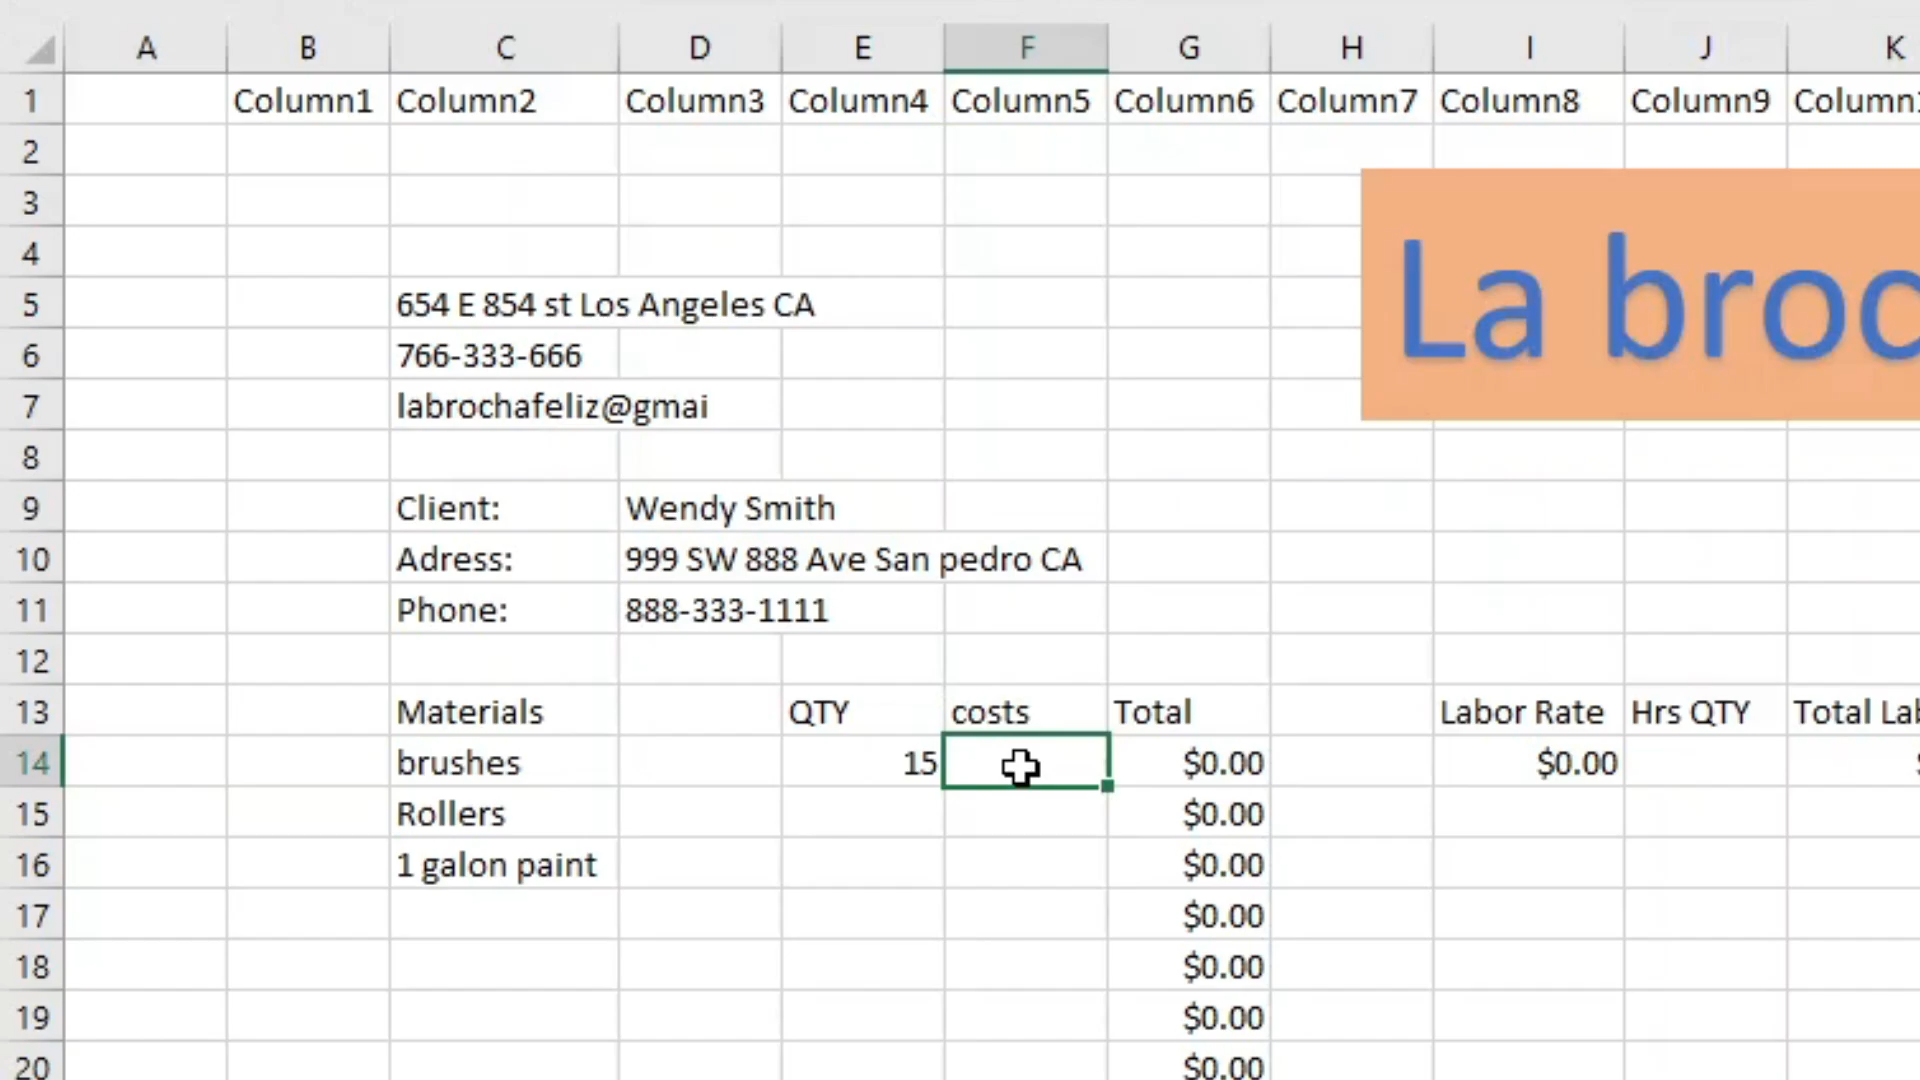 A B C D E F G H I J K
1 Column1 Column2 Column3 Column4 Column5 Column6 Column7 Column8 Column9
2
3
La broc
4
5 654 E 854 st Los Angeles CA
6 766-333-666
7 labrochafeliz@gmai
8
9 Client: Wendy Smith
10 Adress: 999 SW 888 Ave San pedro CA
11 Phone: 888-333-1111
12
13 Materials QTY costs Total Labor Rate Hrs QTY Total Lab
14 brushes 15 $0.00 $0.00
15 Rollers $0.00
16 1 galon paint $0.00
17 $0.00
18 $0.00
19 $0.00
20 $0.00